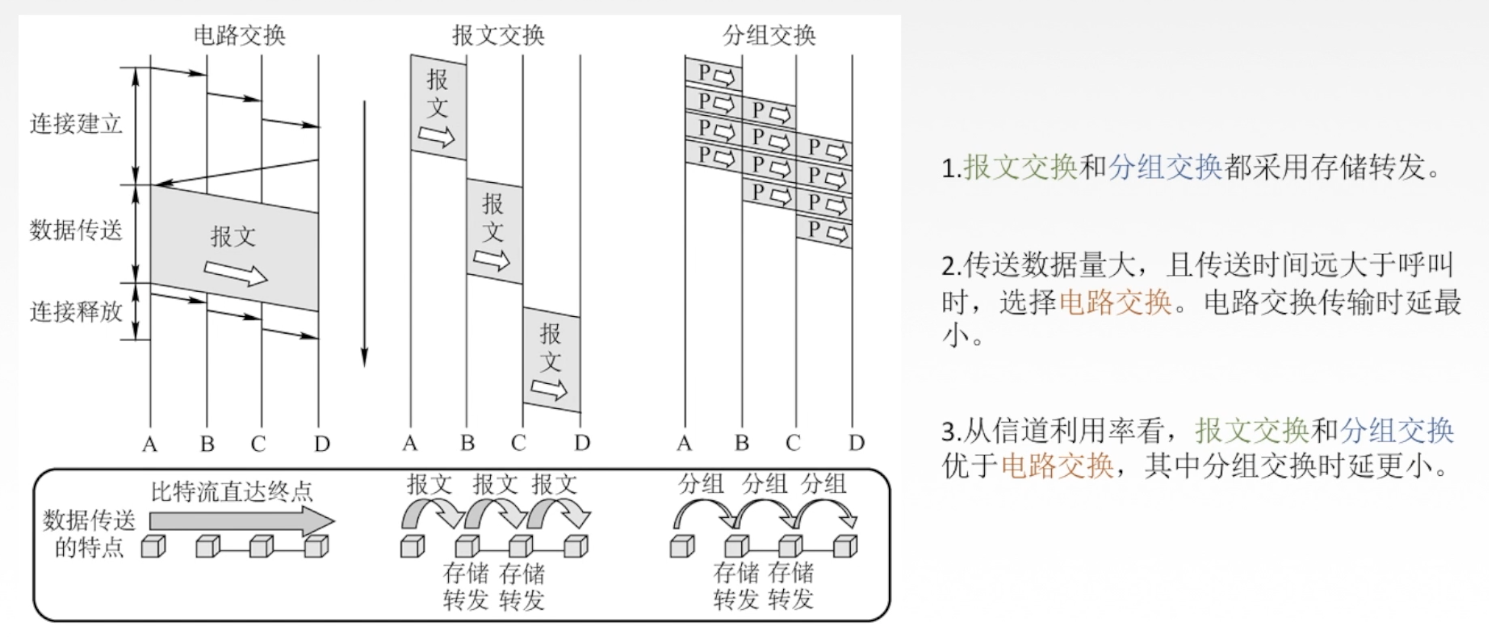 电路交换
报文交换
分组交换
连接建立
数据传送
连接释放
报文
报
文
报
文
报
文
P
P
P
P
P
P
P
P
P
P
P
P
A B C D
A B C D
A B C D
数据传送
的特点
比特流直达终点
报文 报文 报文
存储 存储
转发 转发
分组 分组 分组
存储 存储
转发 转发
1.报文交换和分组交换都采用存储转发。
2.传送数据量大，且传送时间远大于呼叫
时，选择电路交换。电路交换传输时延最
小。
3.从信道利用率看，报文交换和分组交换
优于电路交换，其中分组交换时延更小。